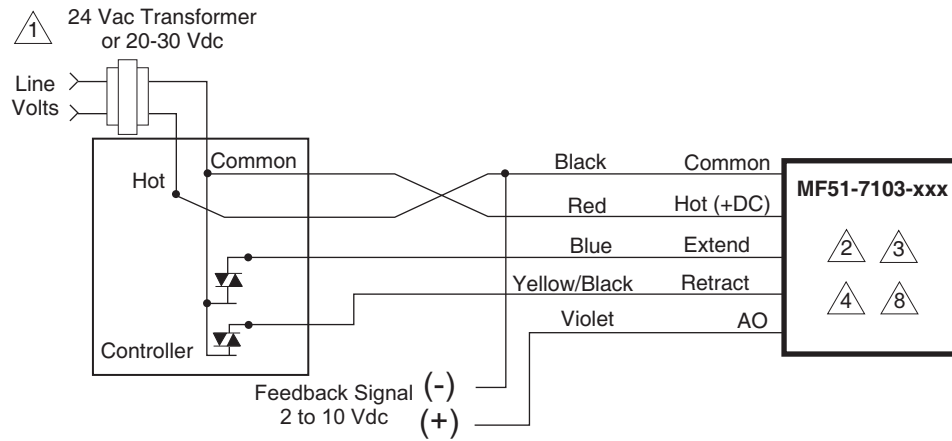 1
24 Vac Transformer
or 20-30 Vdc
Line
Volts
Common
Hot
Black
Common
Red
Hot (+DC)
Blue
Extend
Yellow/Black
Retract
Violet
AO
MF51-7103-xxx
2
3
4
8
Controller
Feedback Signal
2 to 10 Vdc
(-)
(+)